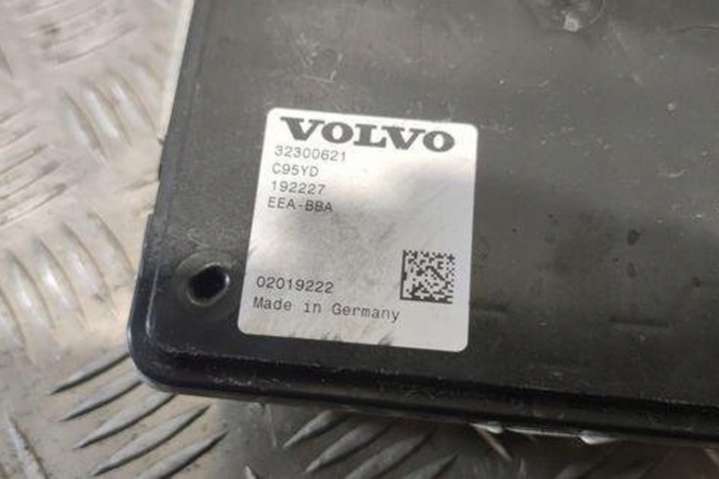 VOLVO
32300621
C95YD
192227
EEA-BBA
02019222
Made in Germany